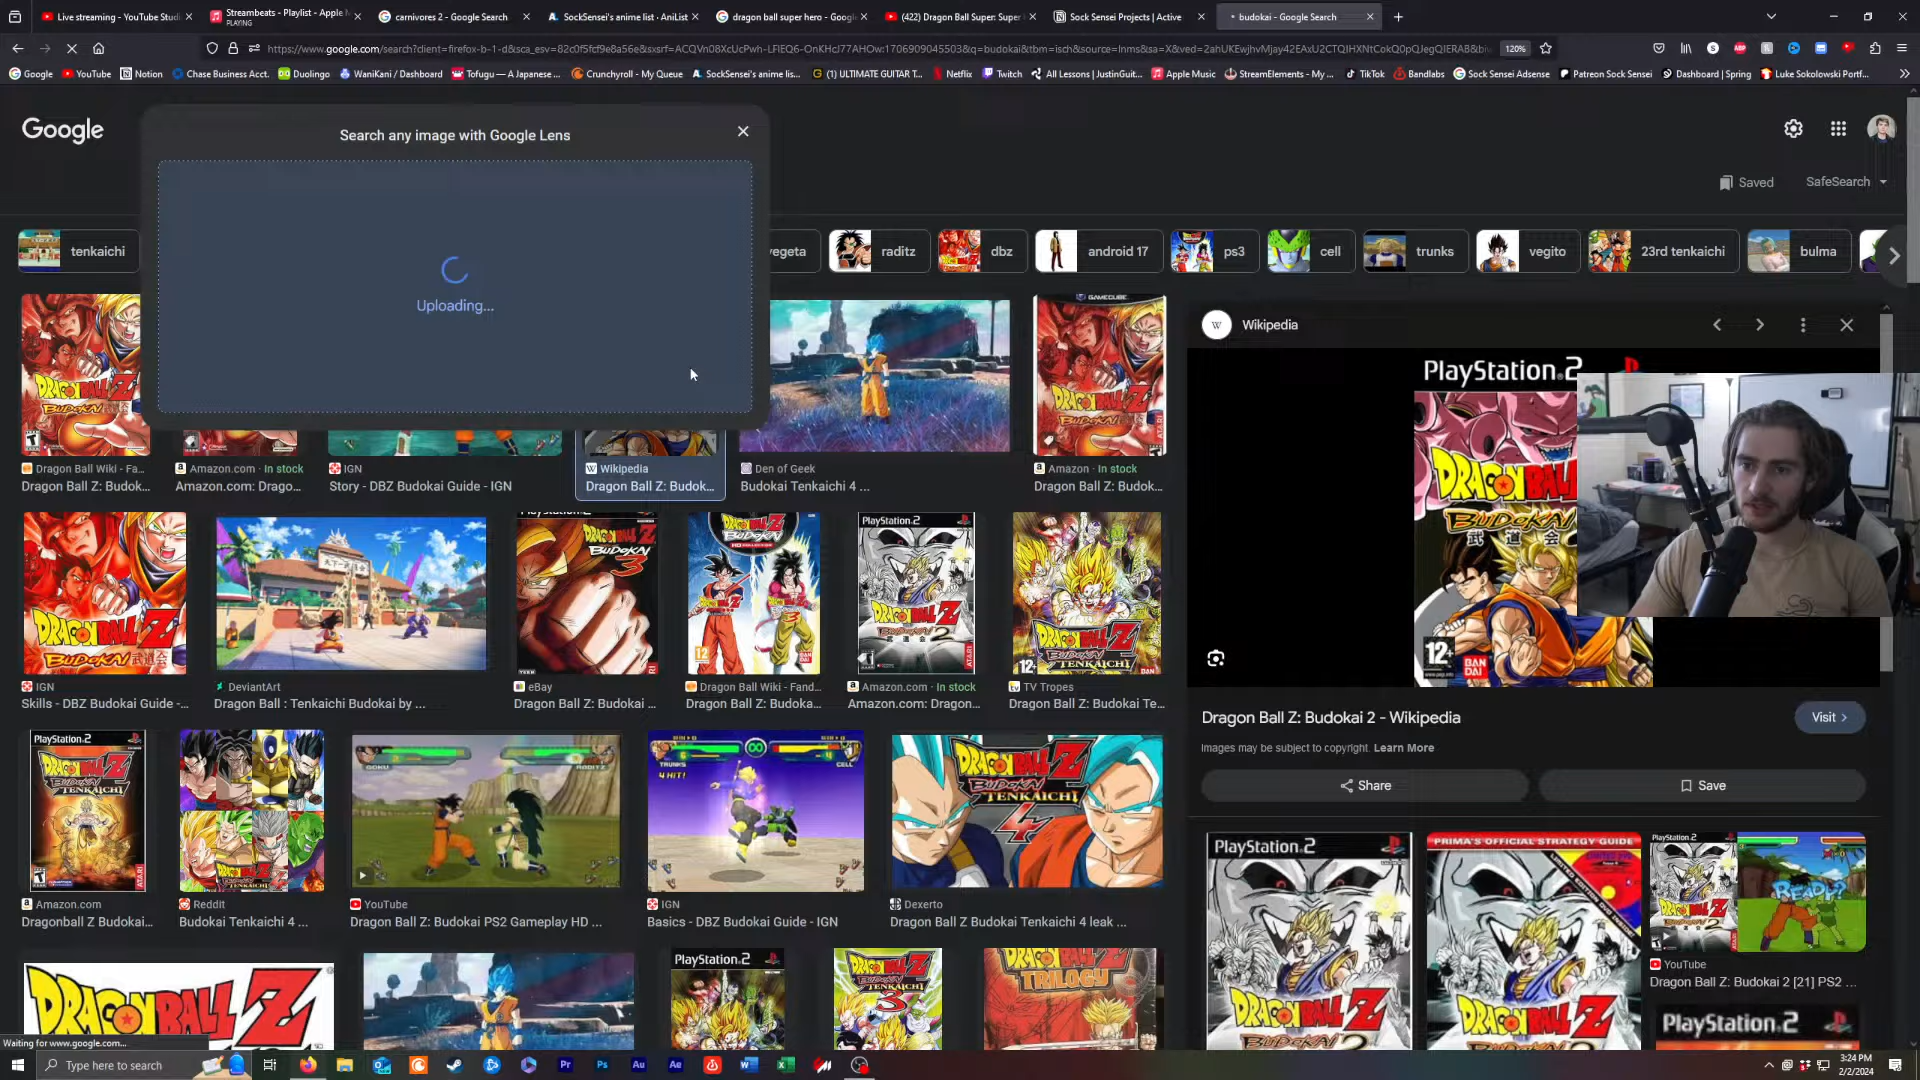 Live streaming - YouTube Studi
Streambeats - Playlist - Apple M
PLAYING
carnivores 2 - Google Search
SockSensei's anime list · AniList
dragon ball super hero - Goog
(422) Dragon Ball Super: Super
Sock Sensei Projects | Active
budokai - Google Search
120%
Google
YouTube
Notion
Chase Business Acct.
Duolingo
WaniKani / Dashboard
Tofugu — A Japanese ...
Crunchyroll - My Queue
SockSensei's anime lis...
(1) ULTIMATE GUITAR T...
Netflix
Twitch
All Lessons | JustinGuit...
Apple Music
StreamElements - My ...
TikTok
Bandlabs
Sock Sensei Adsense
Patreon Sock Sensei
Dashboard | Spring
Luke Sokolowski Portf...
Google
Search any image with Google Lens
Uploading...
Saved
SafeSearch
tenkaichi
vegeta
raditz
dbz
android 17
ps3
cell
trunks
vegito
23rd tenkaichi
bulma
Wikipedia
PlayStation 2
Dragon Ball Wiki - Fa...
Dragon Ball Z: Budok...
Amazon.com · In stock
Amazon.com: Drago...
IGN
Story - DBZ Budokai Guide - IGN
Wikipedia
Dragon Ball Z: Budok...
Den of Geek
Budokai Tenkaichi 4 ...
Amazon · In stock
Dragon Ball Z: Budok...
IGN
Skills - DBZ Budokai Guide -...
DeviantArt
Dragon Ball : Tenkaichi Budokai by ...
eBay
Dragon Ball Z: Budokai ...
Dragon Ball Wiki - Fand...
Dragon Ball Z: Budoka...
Amazon.com · In stock
Amazon.com: Dragon...
TV Tropes
Dragon Ball Z: Budokai Te...
Dragon Ball Z: Budokai 2 - Wikipedia
Visit
Images may be subject to copyright. Learn More
Share
Save
Amazon.com
Dragonball Z Budokai...
Reddit
Budokai Tenkaichi 4 ...
YouTube
Dragon Ball Z: Budokai PS2 Gameplay HD ...
IGN
Basics - DBZ Budokai Guide - IGN
Dexerto
Dragon Ball Z Budokai Tenkaichi 4 leak ...
PlayStation 2
PRIMA'S OFFICIAL STRATEGY GUIDE
READY?
YouTube
Dragon Ball Z: Budokai 2 [21] PS2 ...
PlayStation 2
DRAGON BALL Z
PlayStation 2
TRILOGY
PlayStation 2
Waiting for www.google.com...
Type here to search
3:24 PM
2/2/2024